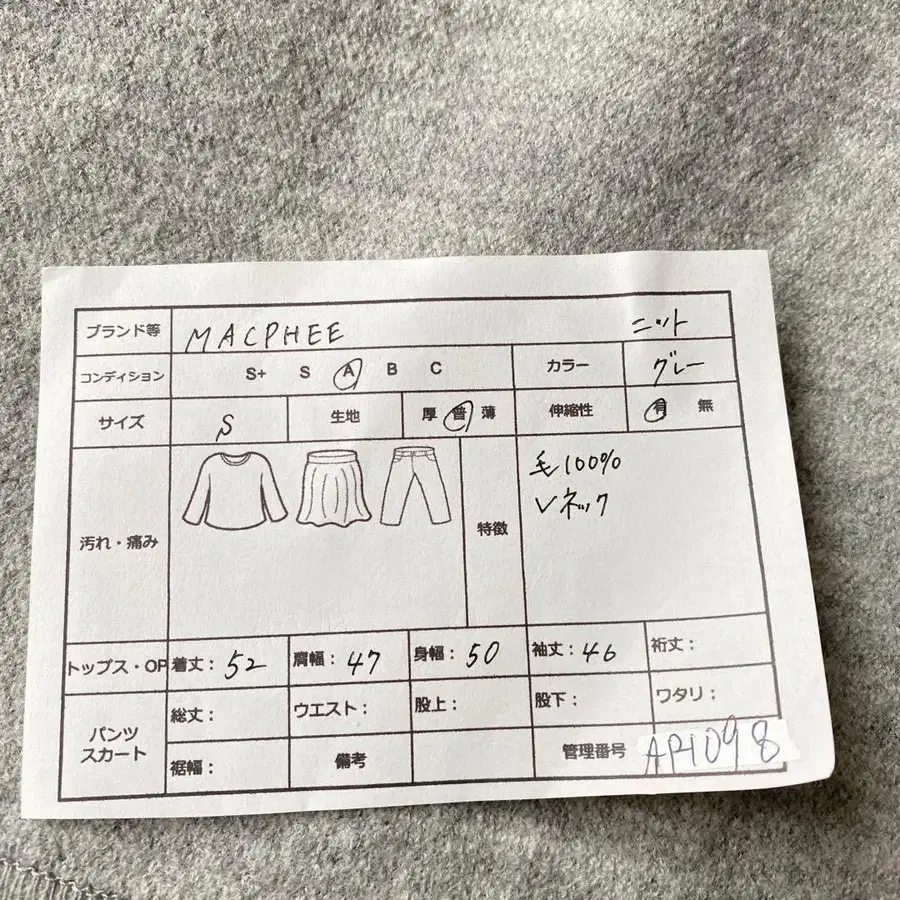 ブランド等 MACPHEE ニット
コンディション S+ S A B C カラー グレー
サイズ S 生地 厚 普 薄 伸縮性 有 無
汚れ・痛み 特徴 毛100%
Vネック
トップス・OP 着丈: 52 肩幅: 47 身幅: 50 袖丈: 46 裄丈:
パンツ スカート 総丈: ウエスト: 股上: 股下: ワタリ:
裾幅: 備考 管理番号